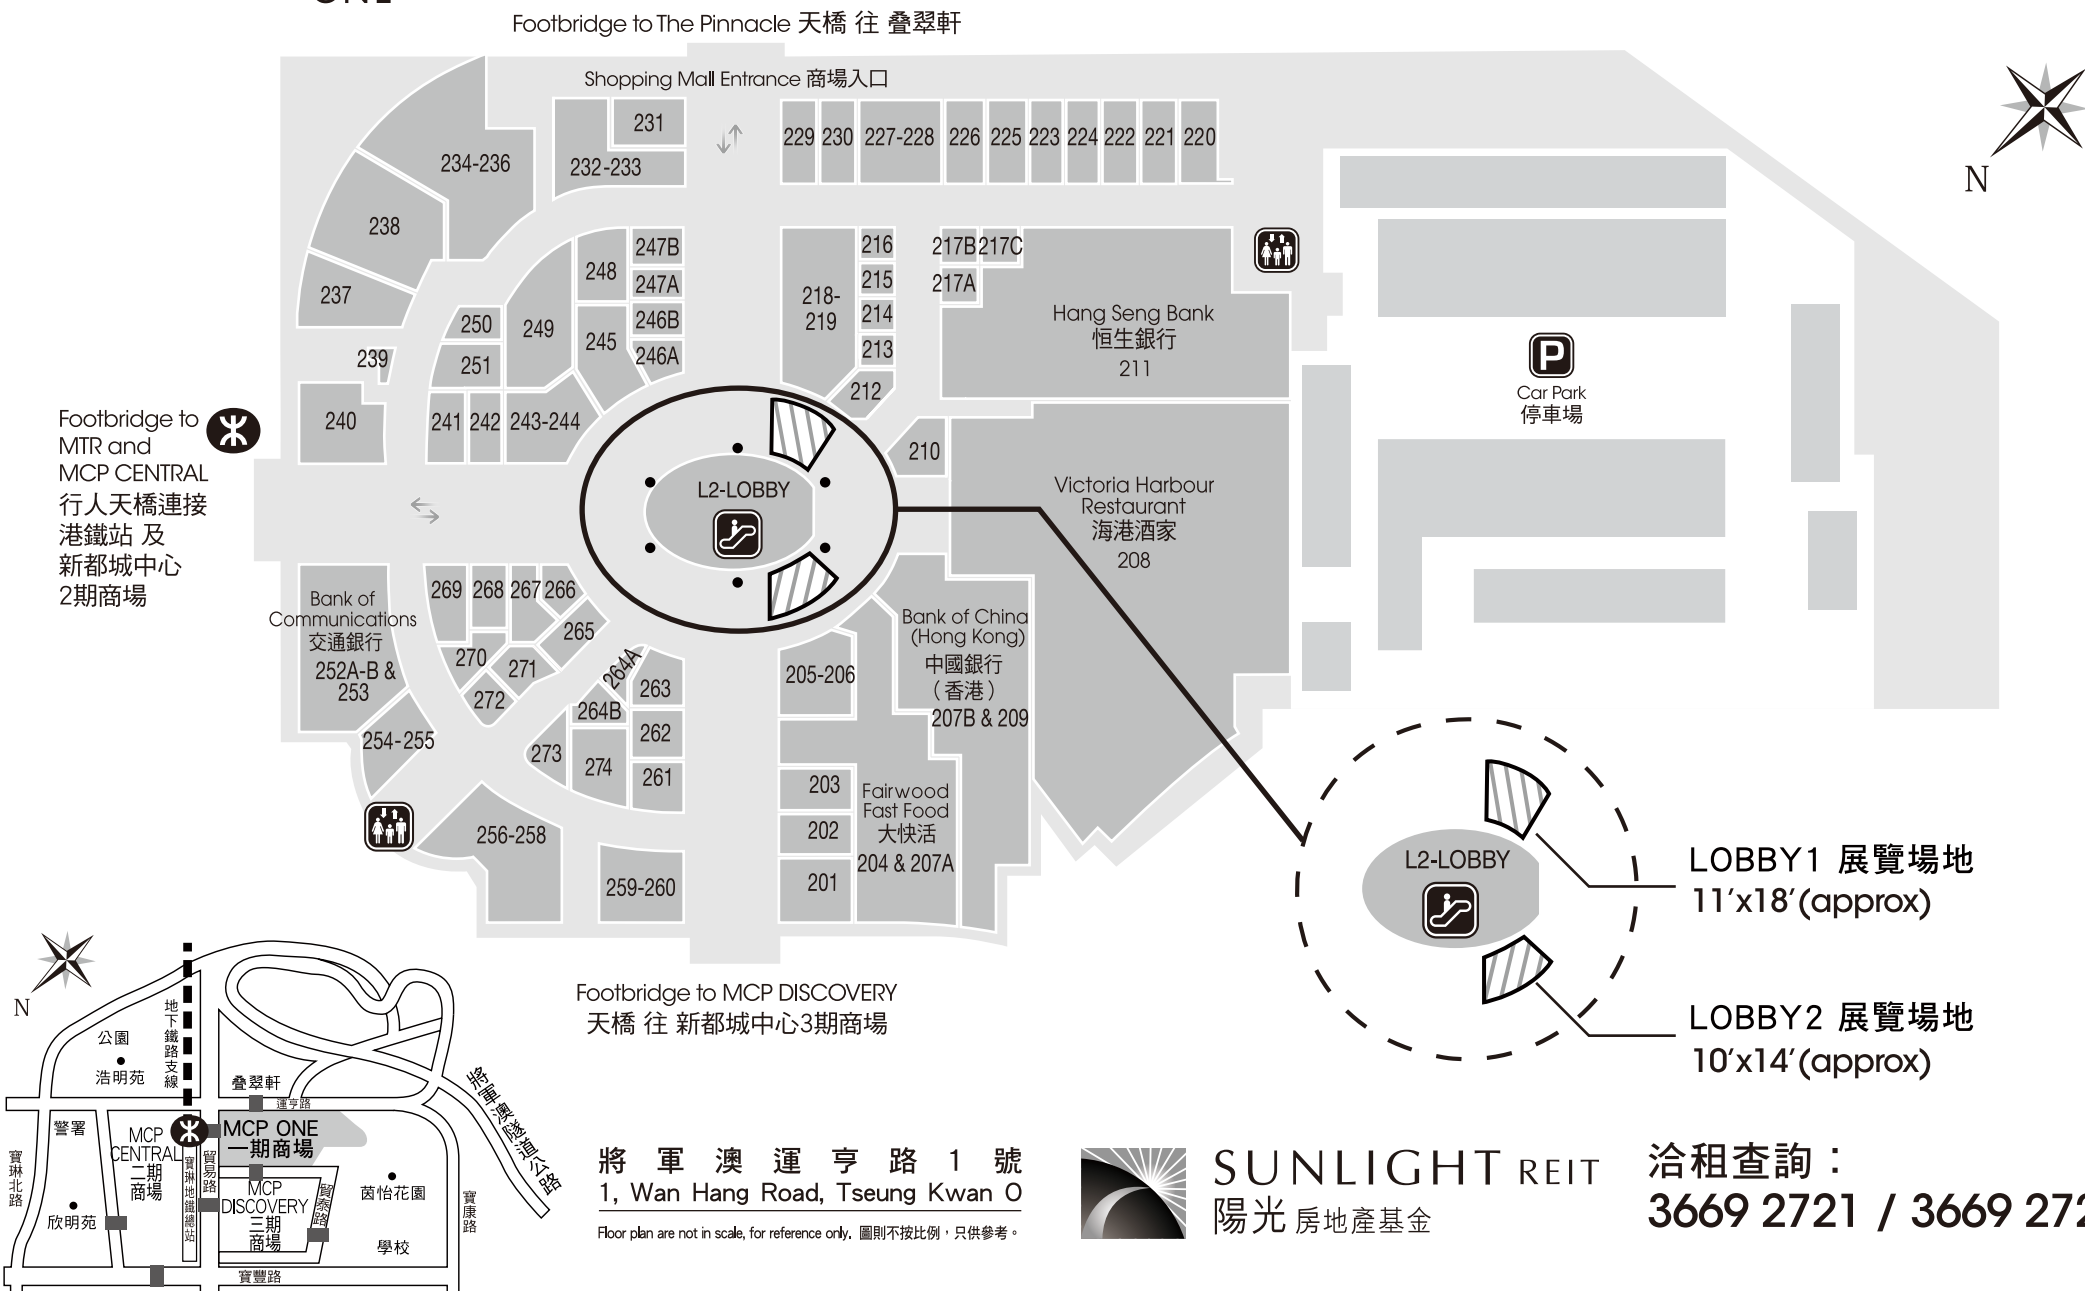 Footbridge to The Pinnacle 天橋 往 叠翠軒
Shopping Mall Entrance 商場入口
231
232-233
234-236
238
237
239
240
229
230
227-228
226
225
223
224
222
221
220
N
247B
247A
246B
246A
248
245
249
250
251
241
242
243-244
218-
219
216
215
214
213
212
217B
217C
217A
Hang Seng Bank
恒生銀行
211
210
Victoria Harbour
Restaurant
海港酒家
208
P
Car Park
停車場
Footbridge to
MTR and
MCP CENTRAL
行人天橋連接
港鐵站 及
新都城中心
2期商場
L2-LOBBY
Bank of
Communications
交通銀行
252A-B &
253
254-255
256-258
259-260
269
268
267
266
265
270
271
272
264A
264B
263
262
261
273
274
205-206
203
202
201
Bank of China
(Hong Kong)
中國銀行
（香港）
207B & 209
Fairwood
Fast Food
大快活
204 & 207A
L2-LOBBY
LOBBY1 展覽場地
11’x18’(approx)
LOBBY2 展覽場地
10’x14’(approx)
Footbridge to MCP DISCOVERY
天橋 往 新都城中心3期商場
N
公園
浩明苑
地下鐵路支線
叠翠軒
運亨路
將軍澳隧道公路
警署
MCP
CENTRAL
二期
商場
MCP ONE
一期商場
寶琳北路
欣明苑
寶琳地鐵總站
貿易路
MCP
DISCOVERY
三期
商場
貿泰路
茵怡花園
學校
寶康路
寶豐路
將軍澳運亨路1號
1, Wan Hang Road, Tseung Kwan O
Floor plan are not in scale, for reference only. 圖則不按比例，只供參考。
SUNLIGHT REIT
陽光 房地產基金
洽租查詢：
3669 2721 / 3669 272